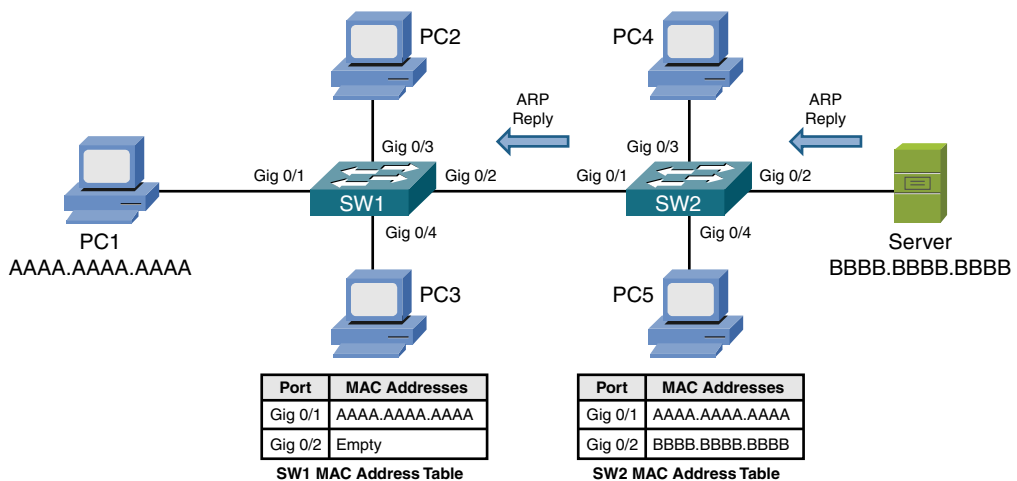 PC2
PC4
ARP
Reply
ARP
Reply
Gig 0/3
Gig 0/3
Gig 0/1
Gig 0/2
Gig 0/1
Gig 0/2
SW1
SW2
Gig 0/4
Gig 0/4
PC1
AAAA.AAAA.AAAA
Server
BBBB.BBBB.BBBB
PC3
PC5
Port MAC Addresses
Gig 0/1 AAAA.AAAA.AAAA
Gig 0/2 Empty
SW1 MAC Address Table
Port MAC Addresses
Gig 0/1 AAAA.AAAA.AAAA
Gig 0/2 BBBB.BBBB.BBBB
SW2 MAC Address Table